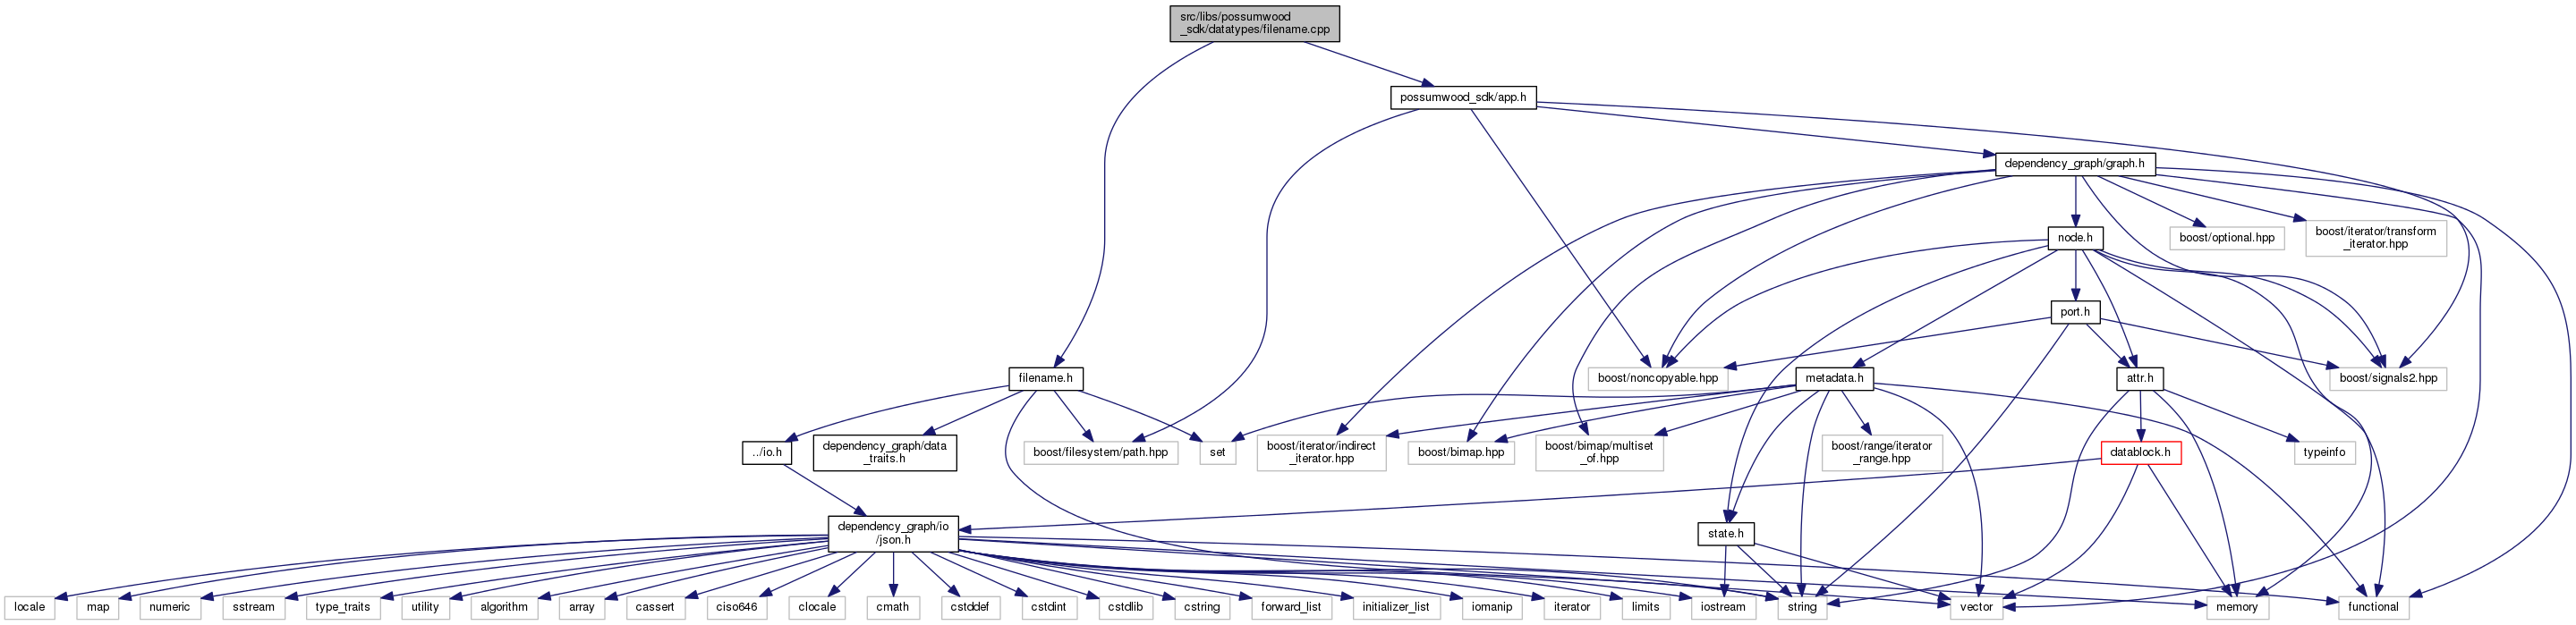 src/libs/possumwood
_sdk/datatypes/filename.cpp
possumwood_sdk/app.h
dependency_graph/graph.h
node.h
boost/optional.hpp
boost/iterator/transform
_iterator.hpp
port.h
filename.h
boost/noncopyable.hpp
metadata.h
attr.h
boost/signals2.hpp
../io.h
dependency_graph/data
_traits.h
boost/filesystem/path.hpp
set
boost/iterator/indirect
_iterator.hpp
boost/bimap.hpp
boost/bimap/multiset
_of.hpp
boost/range/iterator
_range.hpp
datablock.h
typeinfo
dependency_graph/io
/json.h
state.h
locale
map
numeric
sstream
type_traits
utility
algorithm
array
cassert
ciso646
clocale
cmath
cstddef
cstdint
cstdlib
cstring
forward_list
initializer_list
iomanip
iterator
limits
iostream
string
vector
memory
functional